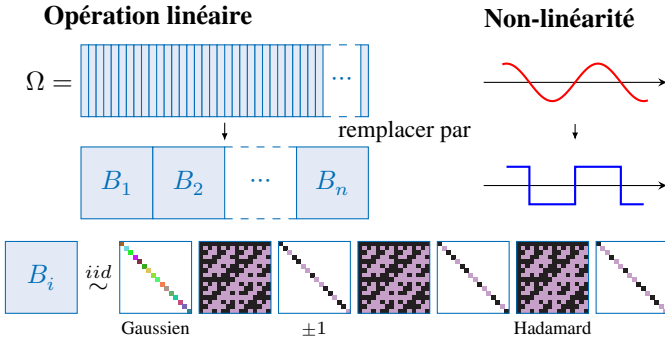 Opération linéaire
Non-linéarité
Ω =
...
remplacer par
B₁ B₂ ... Bₙ
Bᵢ iid ~
Gaussien ±1 Hadamard